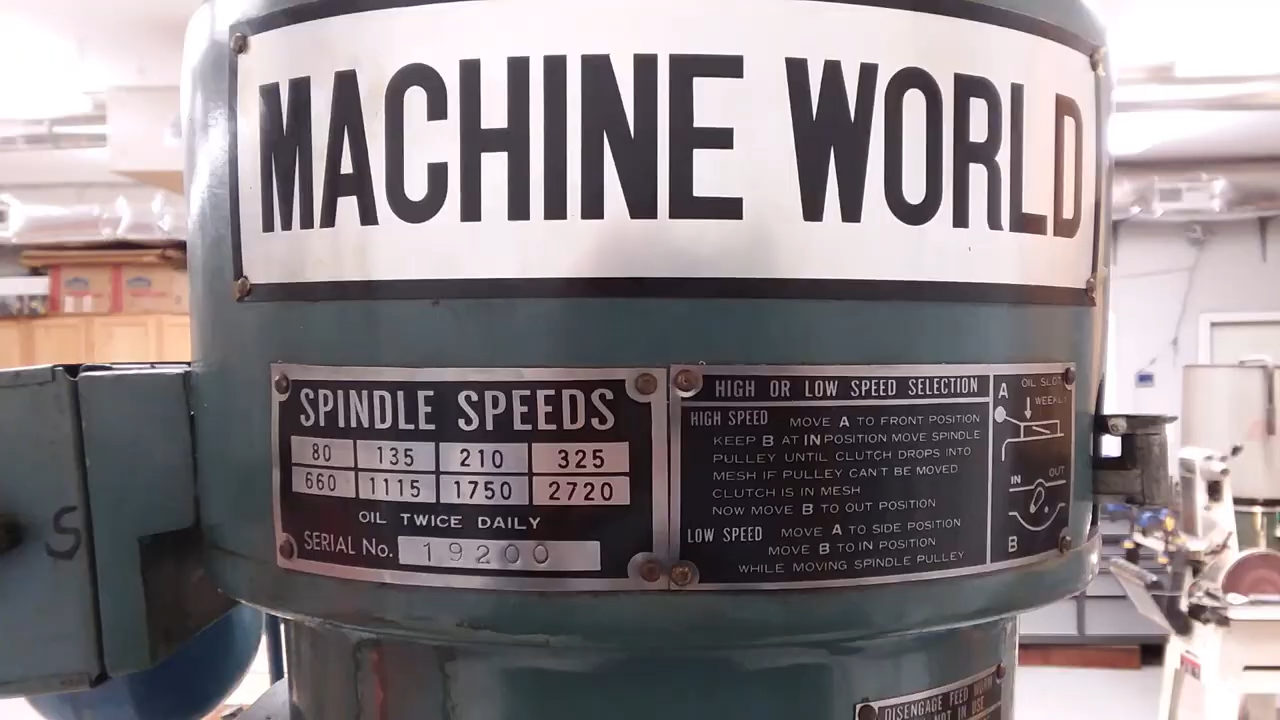 MACHINE WORLD
SPINDLE SPEEDS
80 135 210 325
660 1115 1750 2720
OIL TWICE DAILY
SERIAL No. 19200
HIGH OR LOW SPEED SELECTION
HIGH SPEED MOVE A TO FRONT POSITION
KEEP B AT IN POSITION MOVE SPINDLE
PULLEY UNTIL CLUTCH DROPS INTO
MESH IF PULLEY CAN'T BE MOVED
CLUTCH IS IN MESH
NOW MOVE B TO OUT POSITION
LOW SPEED MOVE A TO SIDE POSITION
MOVE B TO IN POSITION
WHILE MOVING SPINDLE PULLEY
A
OIL SLOT
WEEKLY
IN OUT
B
S
DISENGAGE FEED WORM
NOT IN USE